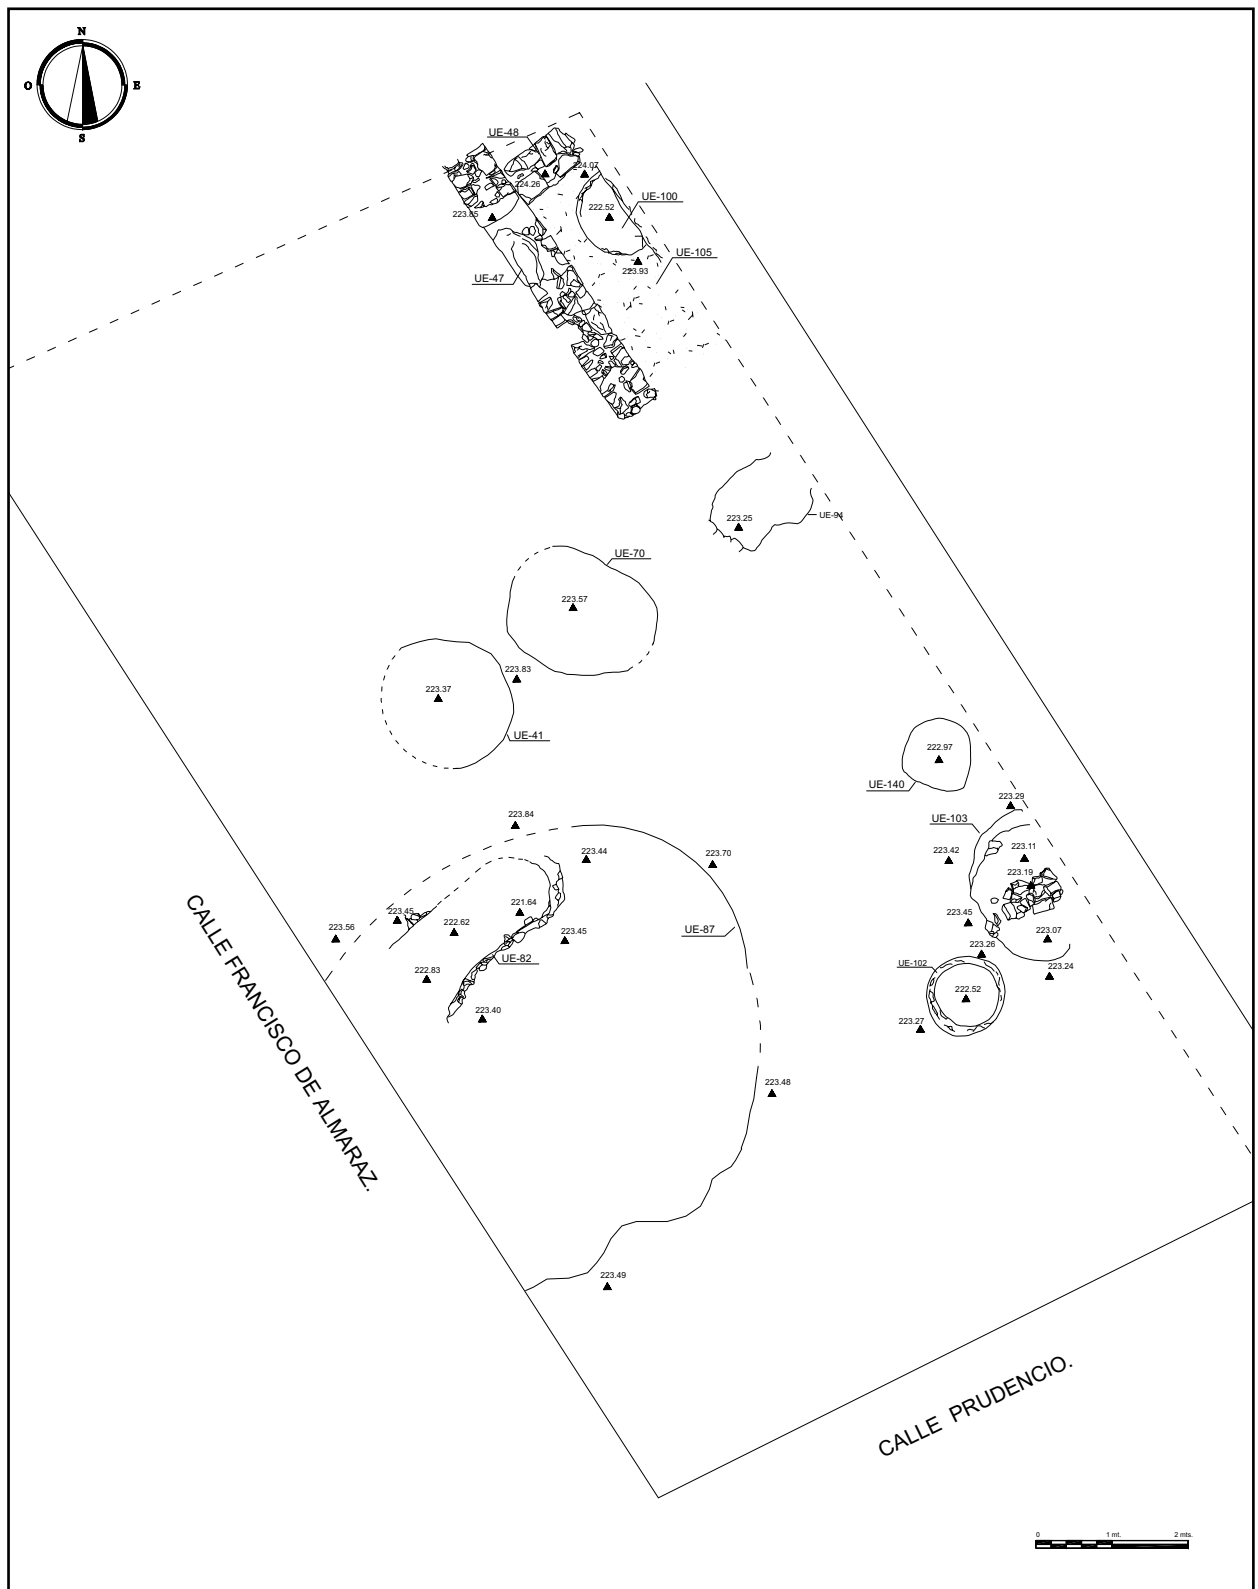 N
O
E
S
UE-48
224.07
224.26
UE-100
222.52
223.65
UE-105
223.93
UE-47
223.25
UE-94
UE-70
223.57
223.83
223.37
UE-41
222.97
UE-140
223.29
223.84
UE-103
223.44
223.70
223.42
223.11
223.19
221.64
223.45
223.45
223.56
222.62
223.45
UE-87
223.07
223.26
UE-82
UE-102
222.83
223.24
222.52
223.40
223.27
223.48
223.49
CALLE FRANCISCO DE ALMARAZ.
CALLE PRUDENCIO.
0 1 mt. 2 mts.